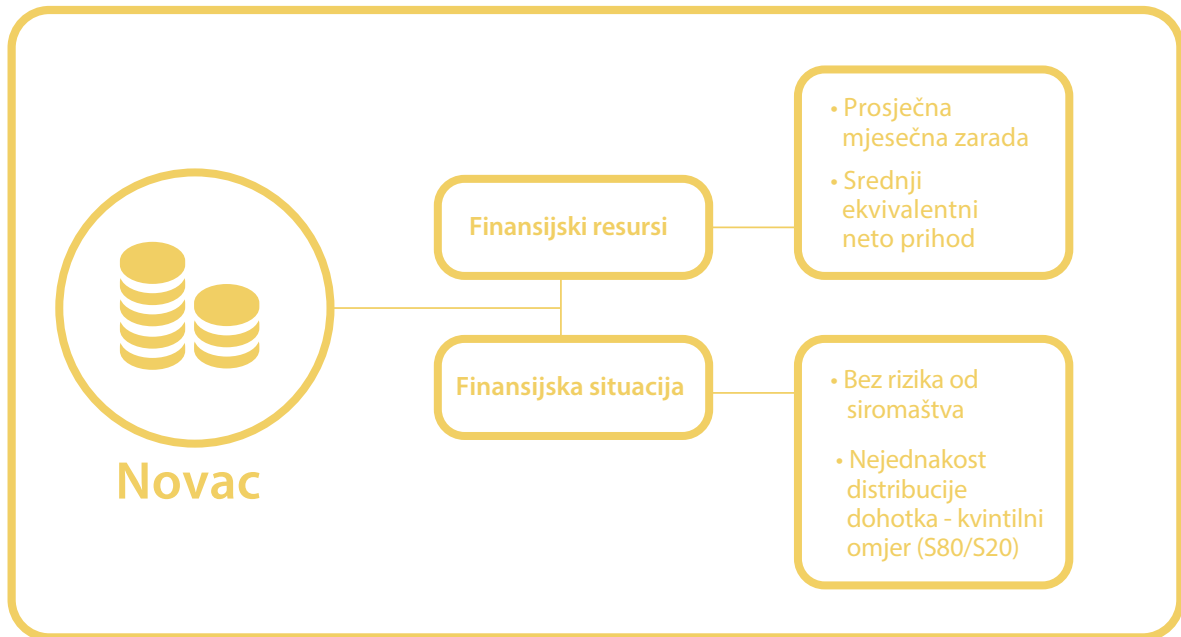 Novac
Finansijski resursi
• Prosječna
mjesečna zarada
• Srednji
ekvivalentni
neto prihod
Finansijska situacija
• Bez rizika od
siromaštva
• Nejednakost
distribucije
dohotka - kvintilni
omjer (S80/S20)